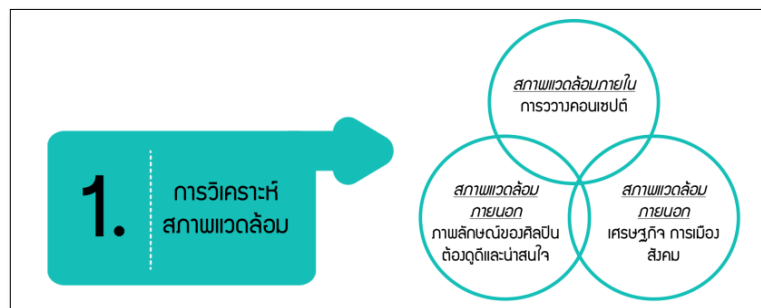 1.
การวิเคราะห์
สภาพแวดล้อม
สภาพแวดล้อมภายใน
การววางคอนเซปต์
สภาพแวดล้อม
ภายนอก
ภาพลักษณ์ของศิลปิน
ต้องดูดีและน่าสนใจ
สภาพแวดล้อม
ภายนอก
เศรษฐกิจ การเมือง
สังคม